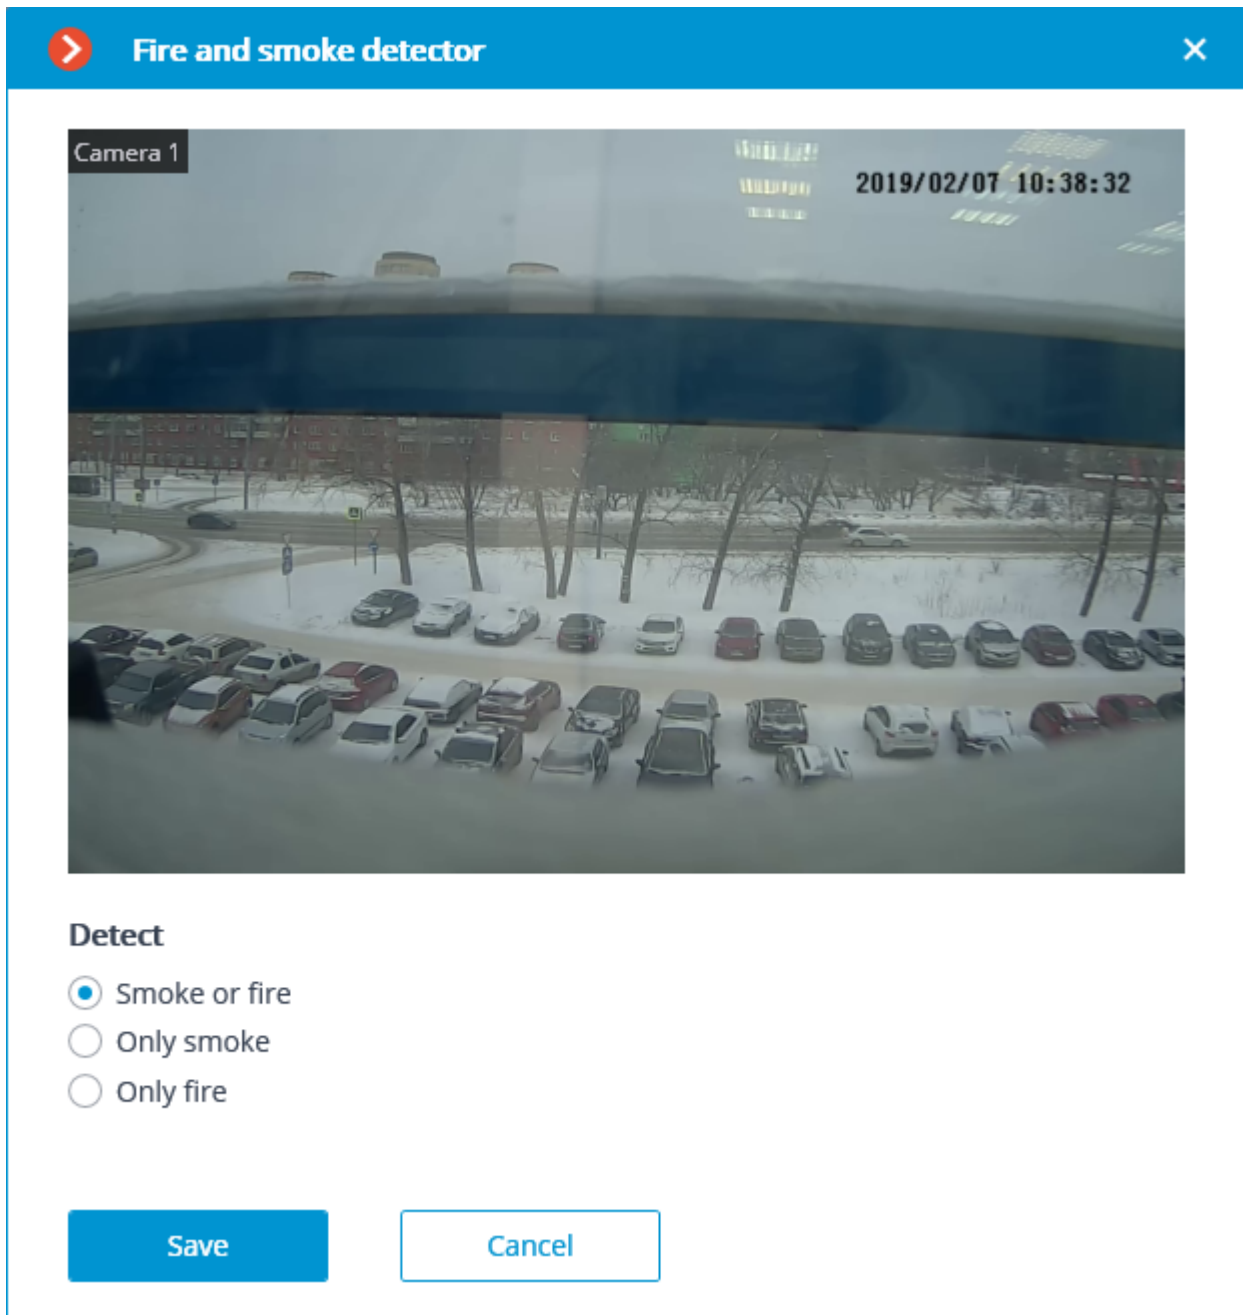 Fire and smoke detector
Camera 1
2019/02/07 10:38:32
Detect
Smoke or fire
Only smoke
Only fire
Save
Cancel